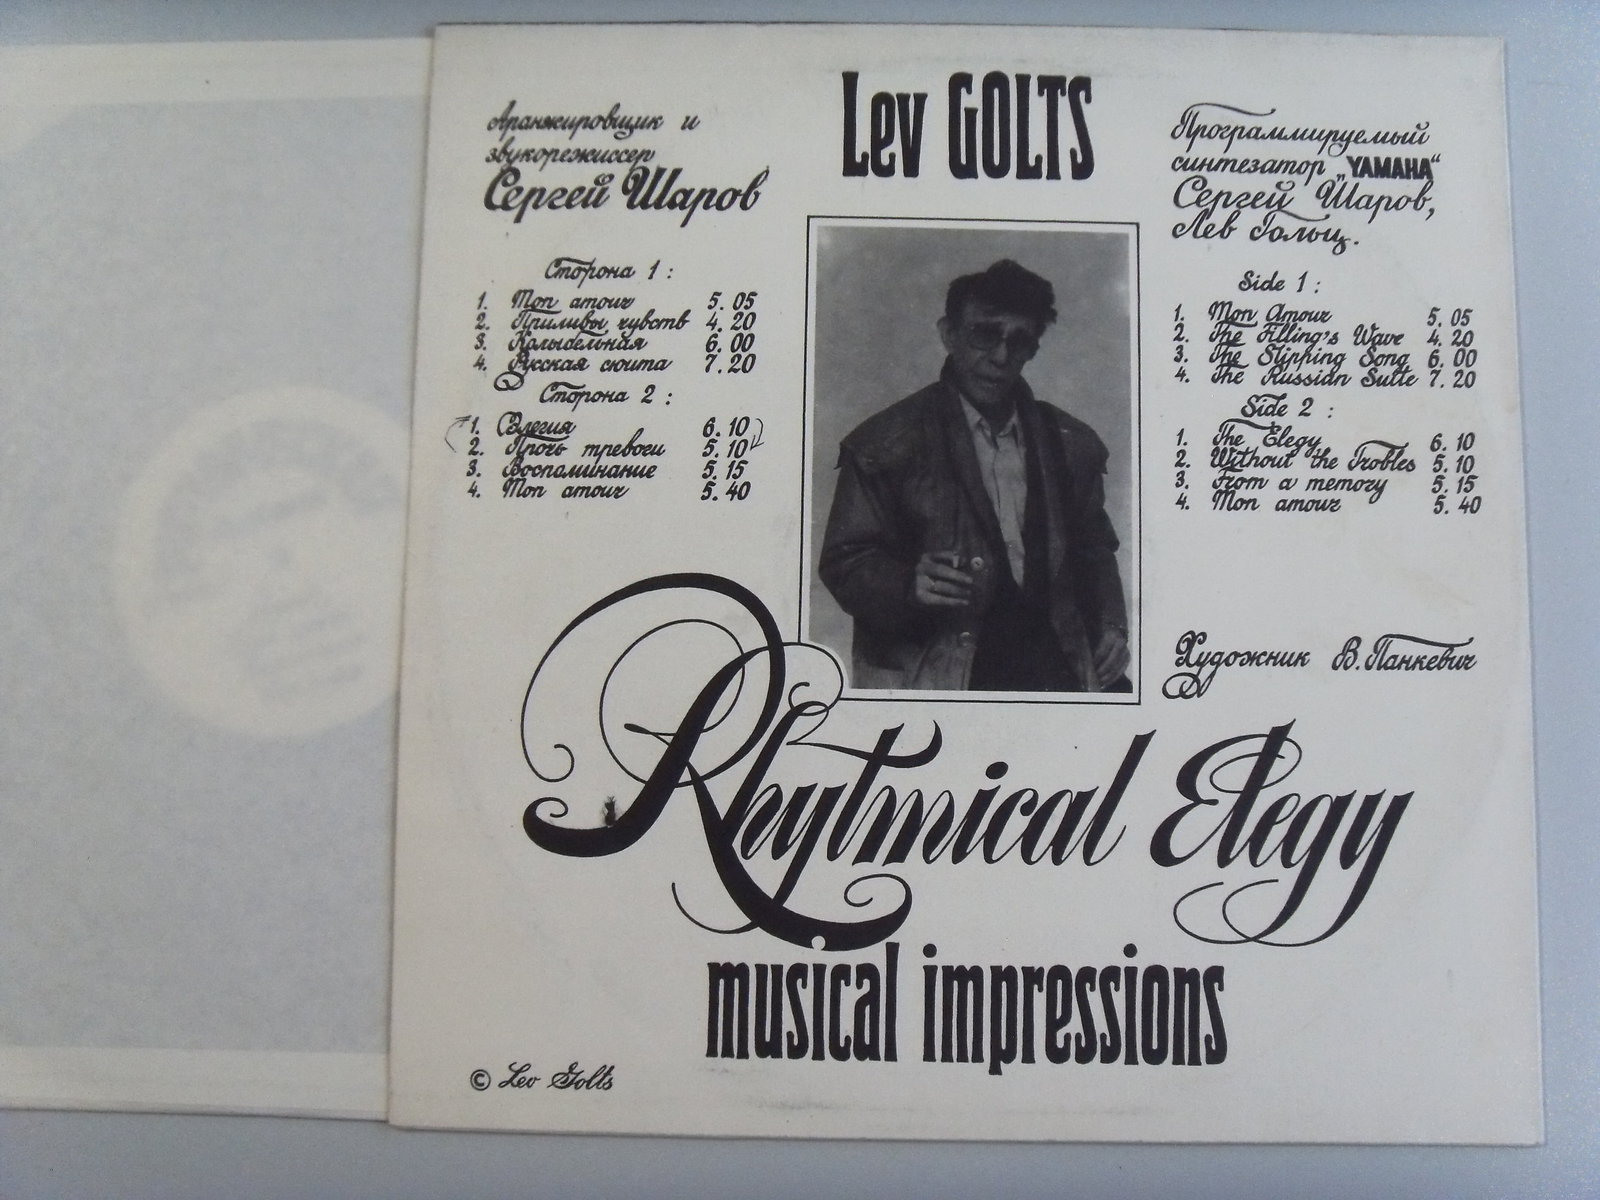 Lev GOLTS
Аранжировщик и
звукорежиссер
Сергей Шаров
Сторона 1 :
1. Mon amour 5. 05
2. Приливы чувств 4. 20
3. Колыбельная 6. 00
4. Русская сюита 7. 20
Сторона 2 :
1. Элегия 6. 10
2. Прочь тревоги 5. 10
3. Воспоминание 5. 15
4. Mon amour 5. 40
Программируемый
синтезатор „YAMAHA“
Сергей Шаров,
Лев Гольц.
Side 1 :
1. Mon Amour 5. 05
2. The Filling's Wave 4. 20
3. The Slipping Song 6. 00
4. The Russian Suite 7. 20
Side 2 :
1. The Elegy 6. 10
2. Without the Trobles 5. 10
3. From a memory 5. 15
4. Mon amour 5. 40
Художник В. Панкевич
Rhytmical Elegy
musical impressions
© Lev Golts